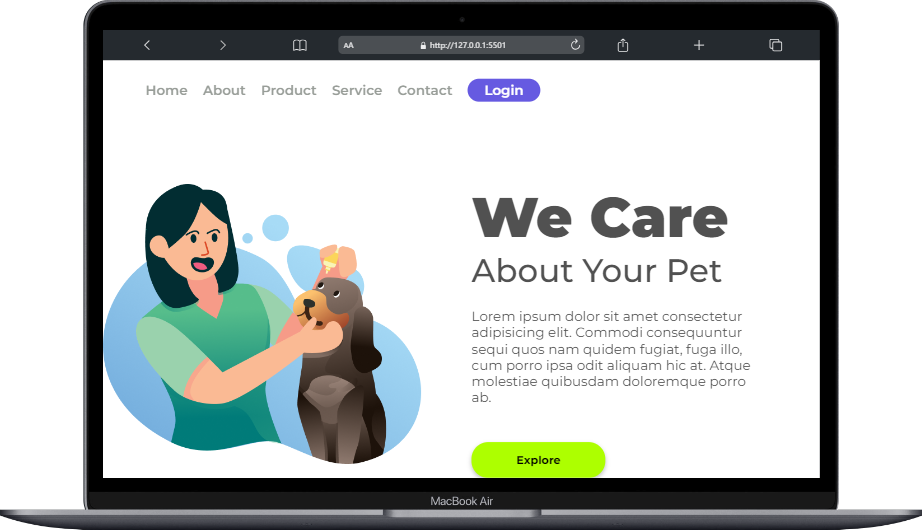 AA
http://127.0.0.1:5501
Home About Product Service Contact Login
We Care
About Your Pet
Lorem ipsum dolor sit amet consectetur
adipisicing elit. Commodi consequuntur
sequi quos nam quidem fugiat, fuga illo,
cum porro ipsa odit aliquam hic at. Atque
molestiae quibusdam doloremque porro
ab.
Explore
MacBook Air